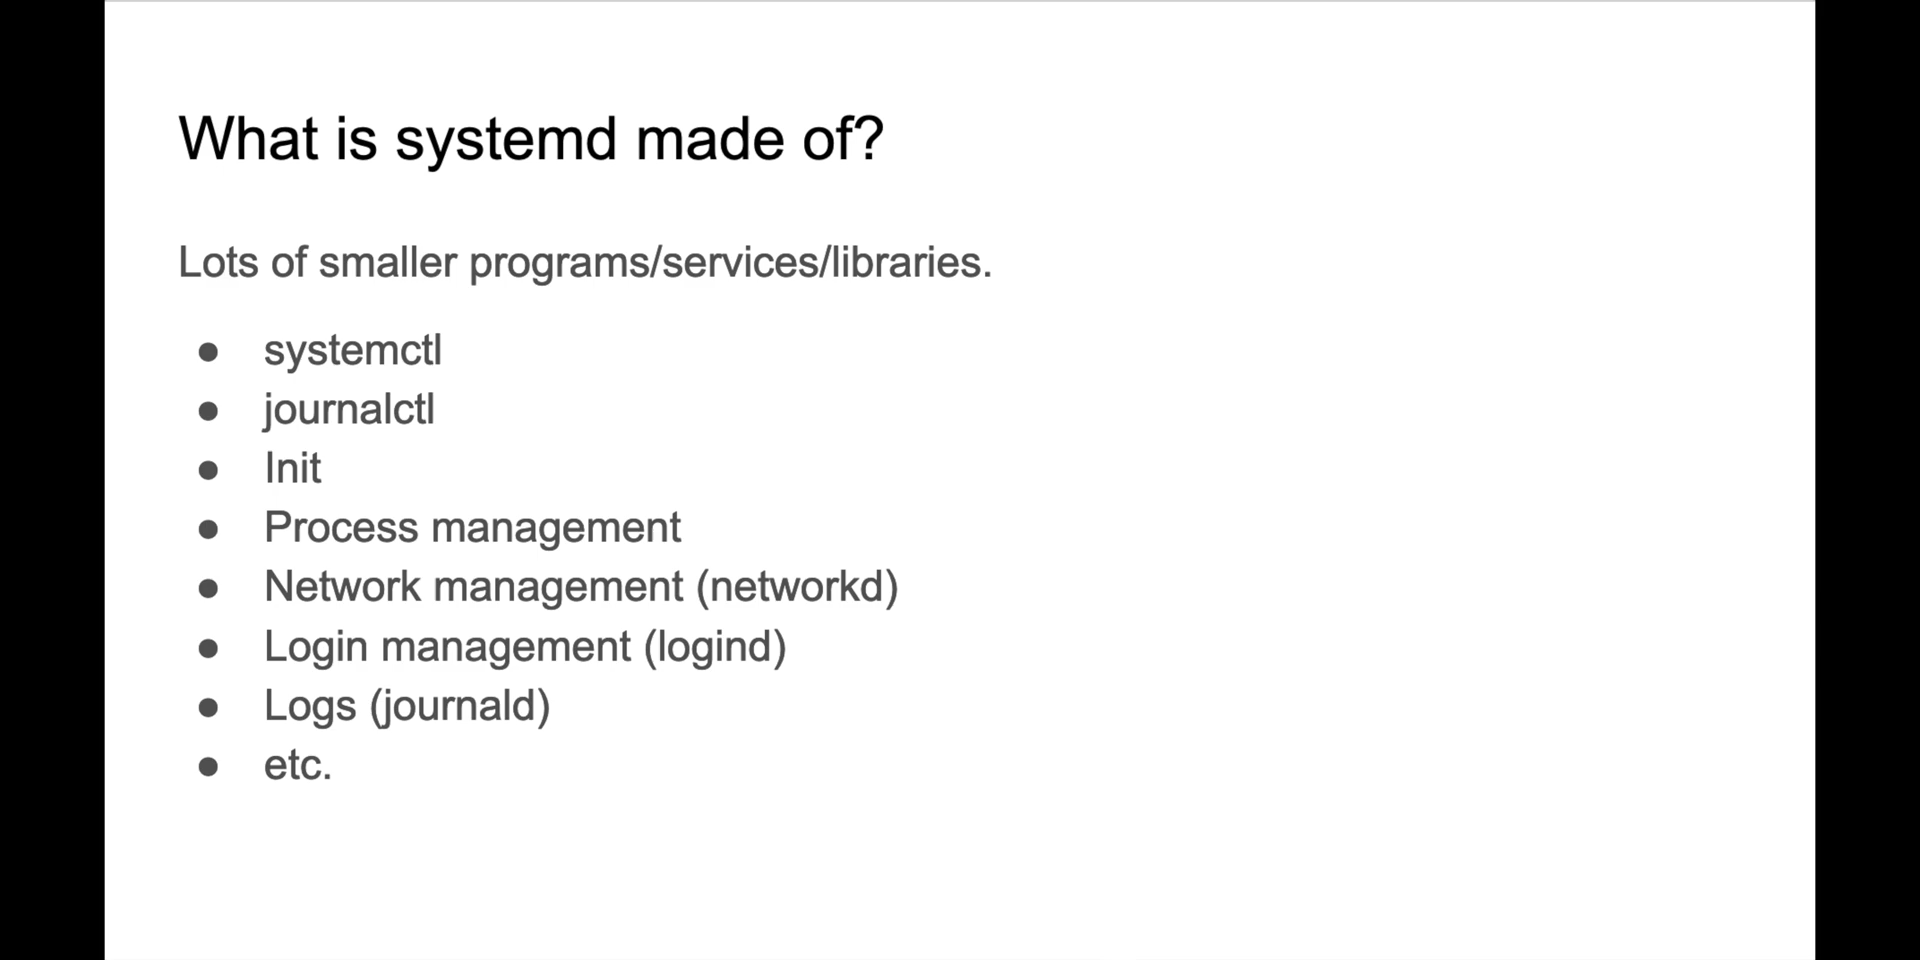 What is systemd made of?
Lots of smaller programs/services/libraries.
● systemctl
● journalctl
● Init
● Process management
● Network management (networkd)
● Login management (logind)
● Logs (journald)
● etc.